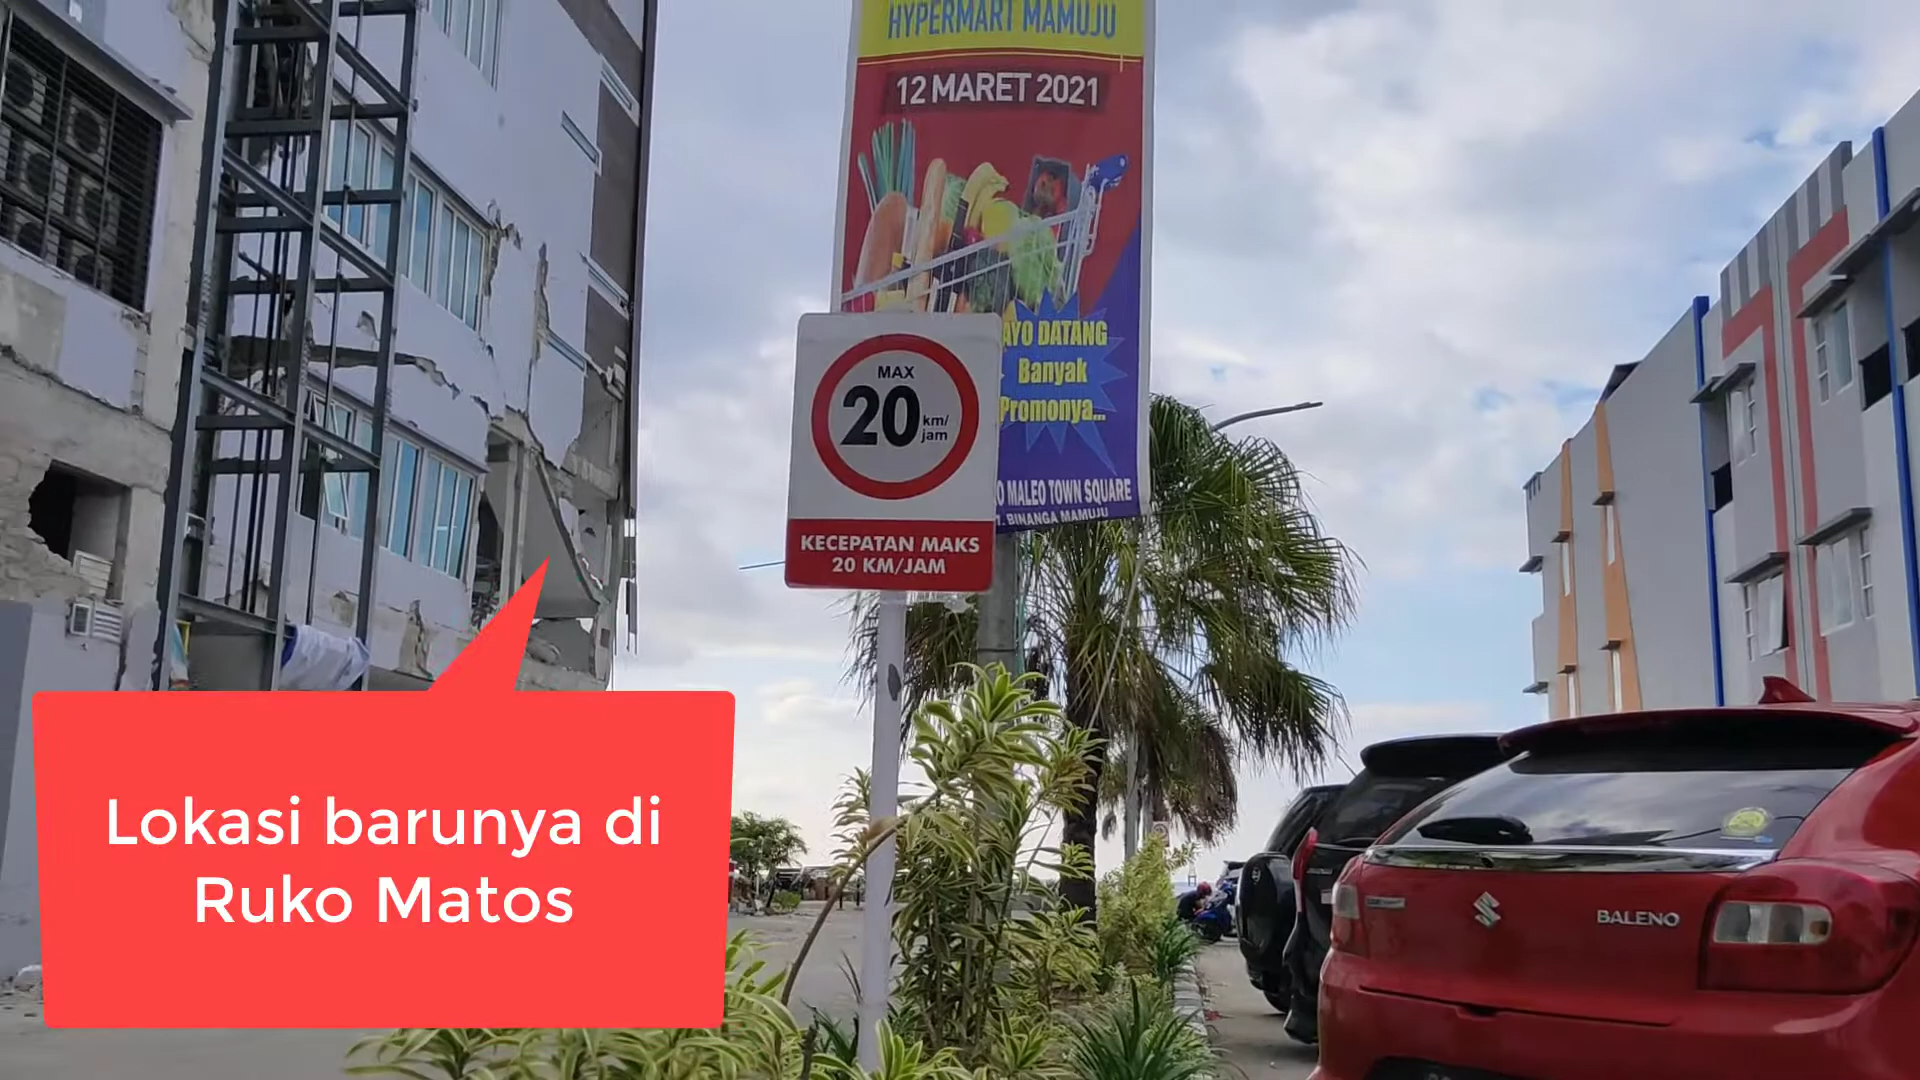 HYPERMART MAMUJU
12 MARET 2021
AYO DATANG
Banyak
Promonya...
MALEO TOWN SQUARE
BINANGA MAMUJU
MAX
20 km/
jam
KECEPATAN MAKS
20 KM/JAM
Lokasi barunya di
Ruko Matos
BALENO